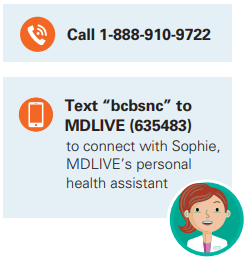 Call 1-888-910-9722
Text “bcbsnc” to
MDLIVE (635483)
to connect with Sophie,
MDLIVE’s personal
health assistant